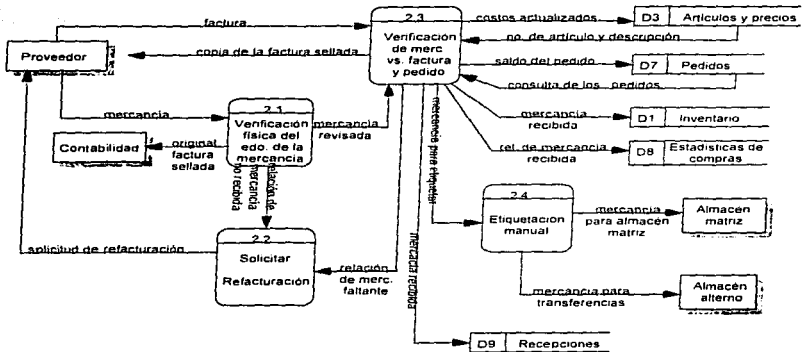 factura
2.3
costos actualizados
D3
Artículos y precios
Verificación
de merc
vs. factura
y pedido
no. de artículo y descripción
copia de la factura sellada
Proveedor
saldo del pedido
D7
Pedidos
consulta de los pedidos
mercancía
2.1
Verificación
física del
edo. de la
mercancía
mercancía
revisada
mercancía
recibida
D1
Inventario
Contabilidad
original
factura
sellada
rel. de mercancía
recibida
D8
Estadísticas de
compras
relación de
mercancía
no recibida
mercancía para etiquetar
2.4
Etiquetación
manual
mercancía
para almacén
matriz
Almacén
matriz
2.2
Solicitar
Refacturación
solicitud de refacturación
relación
de merc.
faltante
mercacía recibida
mercancía para
transferencias
Almacén
alterno
D9
Recepciones